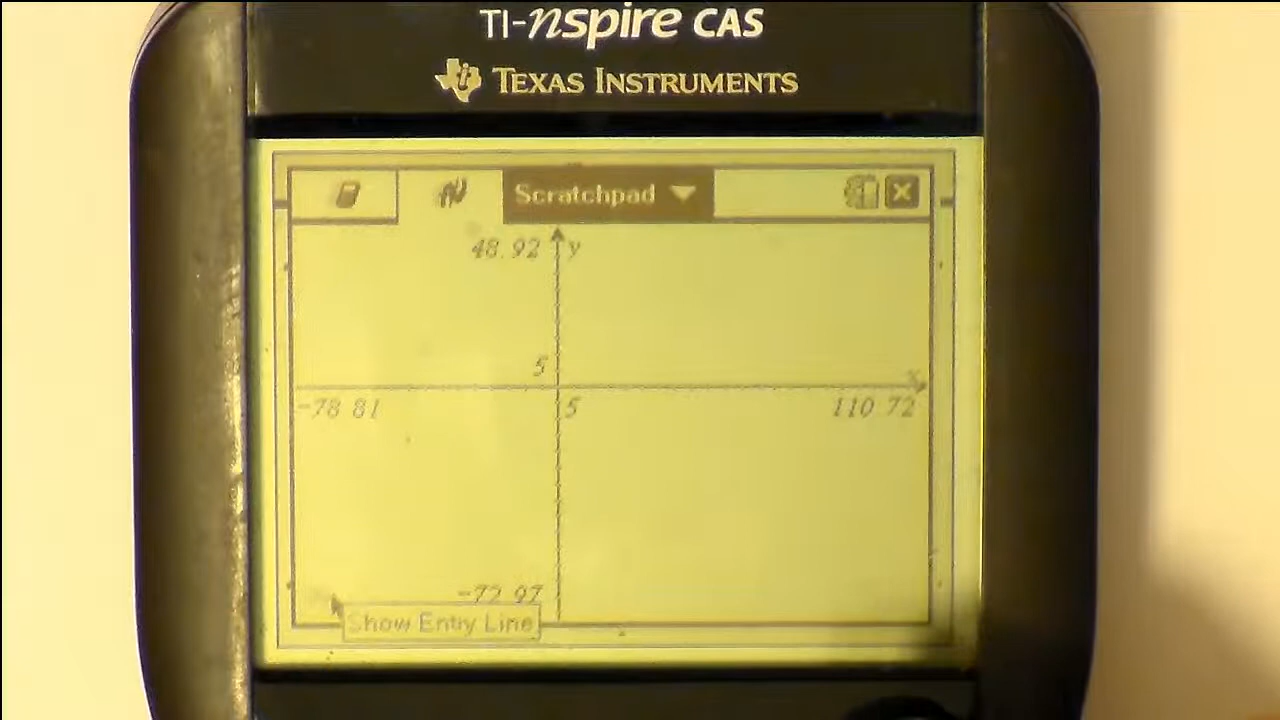 TI-nspire CAS
TEXAS INSTRUMENTS
Scratchpad
48.92 y
5
x
-78.81 5 110.72
-72.97
Show Entry Line